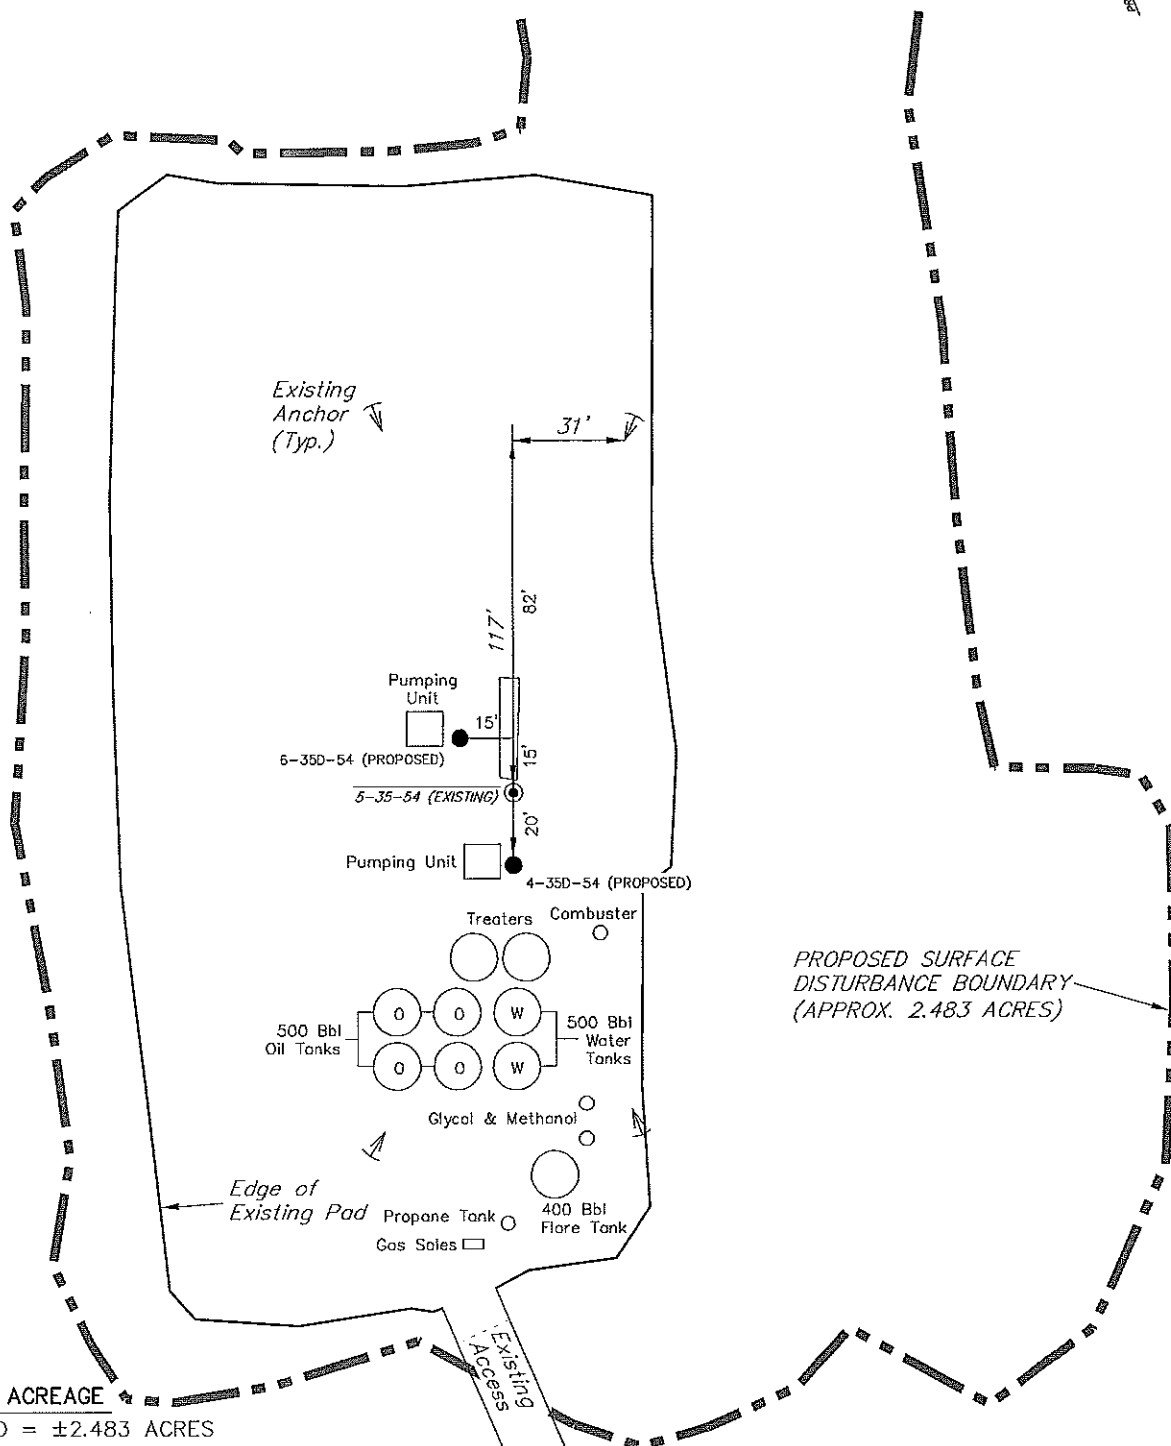 Existing
Anchor
(Typ.)
31'
82'
117'
Pumping
Unit
15'
6-35D-54 (PROPOSED)
15'
5-35-54 (EXISTING)
20'
Pumping Unit
4-35D-54 (PROPOSED)
Treaters
Combuster
PROPOSED SURFACE
DISTURBANCE BOUNDARY
(APPROX. 2.483 ACRES)
O O W
500 Bbl
Oil Tanks
500 Bbl
Water
Tanks
O O W
Glycol & Methanol
Edge of
Existing Pad
Propane Tank
400 Bbl
Flare Tank
Gas Sales
Existing
Access
ACREAGE
= ±2.483 ACRES